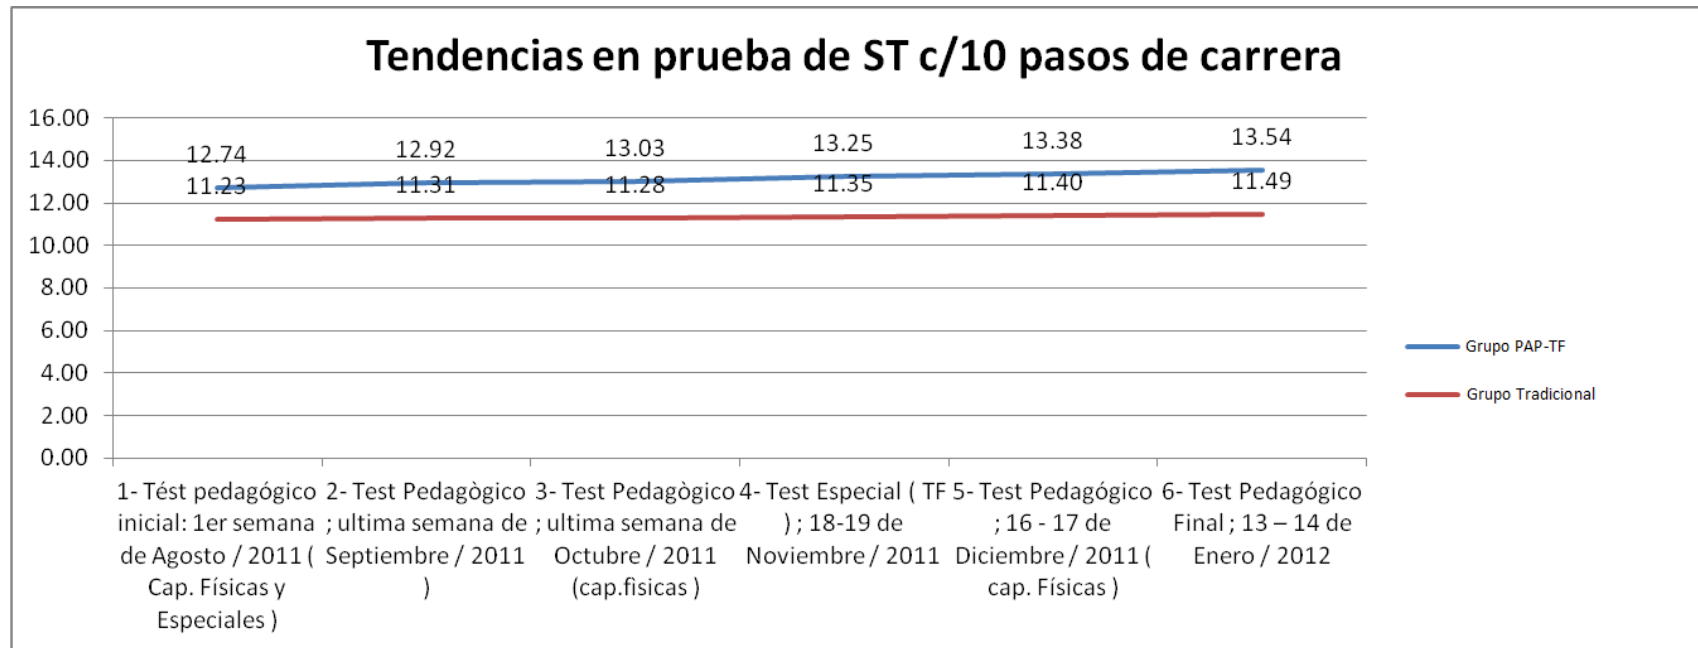 Tendencias en prueba de ST c/10 pasos de carrera
16.00
14.00
12.00
10.00
8.00
6.00
4.00
2.00
0.00
12.74
12.92
13.03
13.25
13.38
13.54
11.23
11.31
11.28
11.35
11.40
11.49
1- Tést pedagógico
inicial: 1er semana
de Agosto / 2011 (
Cap. Físicas y
Especiales )
2- Test Pedagògico
; ultima semana de
Septiembre / 2011
)
3- Test Pedagògico
; ultima semana de
Octubre / 2011
(cap.fisicas )
4- Test Especial ( TF
) ; 18-19 de
Noviembre / 2011
5- Test Pedagógico
; 16 - 17 de
Diciembre / 2011 (
cap. Físicas )
6- Test Pedagógico
Final ; 13 – 14 de
Enero / 2012
Grupo PAP-TF
Grupo Tradicional